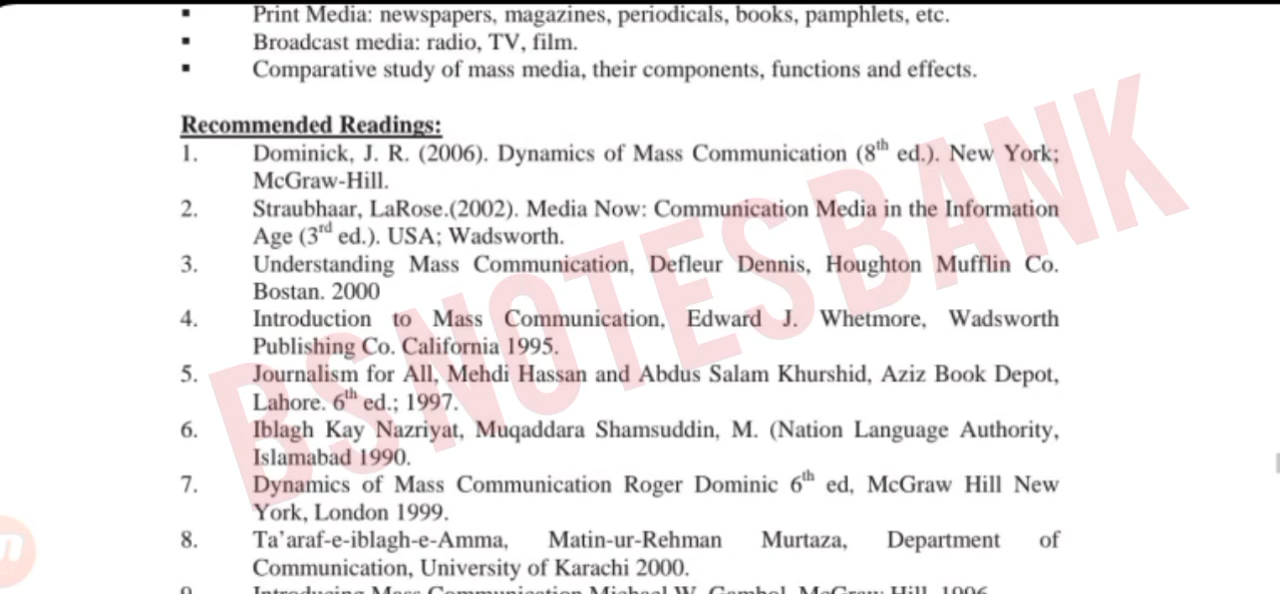 ▪ Print Media: newspapers, magazines, periodicals, books, pamphlets, etc.
▪ Broadcast media: radio, TV, film.
▪ Comparative study of mass media, their components, functions and effects.
Recommended Readings:
1. Dominick, J. R. (2006). Dynamics of Mass Communication (8th ed.). New York;
McGraw-Hill.
2. Straubhaar, LaRose.(2002). Media Now: Communication Media in the Information
Age (3rd ed.). USA; Wadsworth.
3. Understanding Mass Communication, Defleur Dennis, Houghton Mufflin Co.
Bostan. 2000
4. Introduction to Mass Communication, Edward J. Whetmore, Wadsworth
Publishing Co. California 1995.
5. Journalism for All, Mehdi Hassan and Abdus Salam Khurshid, Aziz Book Depot,
Lahore. 6th ed.; 1997.
6. Iblagh Kay Nazriyat, Muqaddara Shamsuddin, M. (Nation Language Authority,
Islamabad 1990.
7. Dynamics of Mass Communication Roger Dominic 6th ed, McGraw Hill New
York, London 1999.
8. Ta'araf-e-iblagh-e-Amma, Matin-ur-Rehman Murtaza, Department of
Communication, University of Karachi 2000.
9. Introducing Mass Communication Michael W. Gambol, McGraw Hill, 1996
BSNOTESBANK